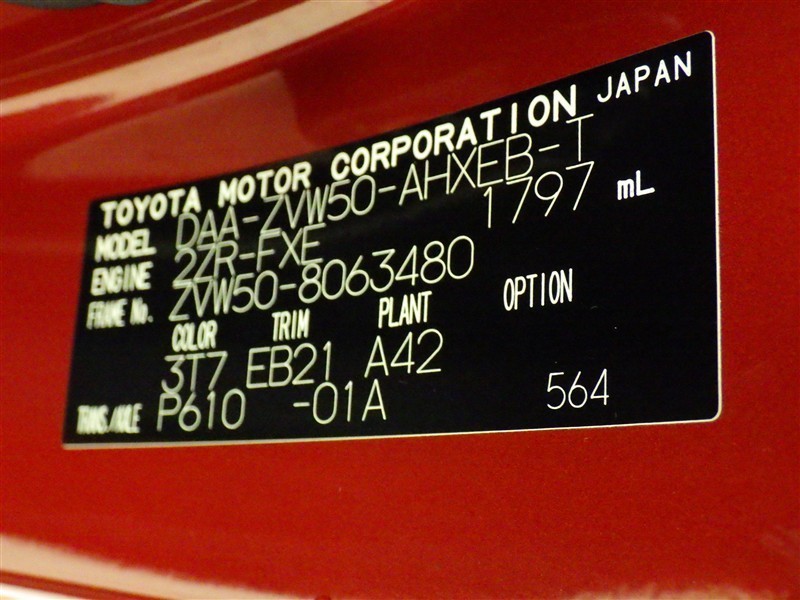 TOYOTA MOTOR CORPORATION JAPAN
MODEL DAA-ZVW50-AHXEB-T
ENGINE 2ZR-FXE 1797 mL
FRAME No. ZVW50-8063480
COLOR TRIM PLANT OPTION
3T7 EB21 A42
TRANS./AXLE P610 -01A 564